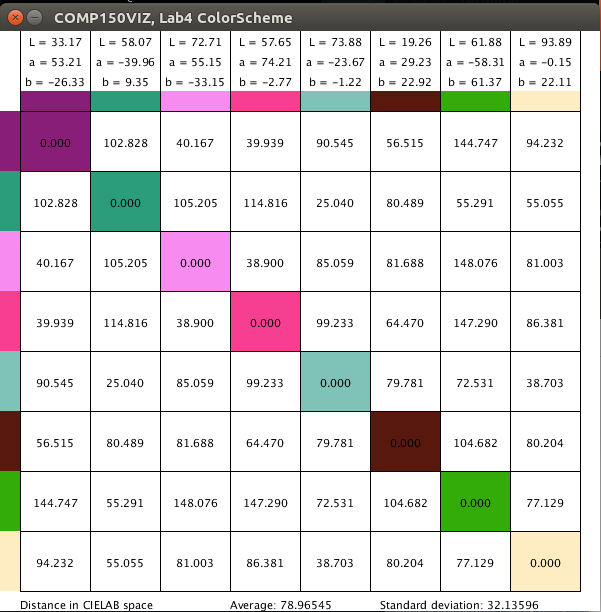 COMP150VIZ, Lab4 ColorScheme
L = 33.17 L = 58.07 L = 72.71 L = 57.65 L = 73.88 L = 19.26 L = 61.88 L = 93.89
a = 53.21 a = -39.96 a = 55.15 a = 74.21 a = -23.67 a = 29.23 a = -58.31 a = -0.15
b = -26.33 b = 9.35 b = -33.15 b = -2.77 b = -1.22 b = 22.92 b = 61.37 b = 22.11
0.000 102.828 40.167 39.939 90.545 56.515 144.747 94.232
102.828 0.000 105.205 114.816 25.040 80.489 55.291 55.055
40.167 105.205 0.000 38.900 85.059 81.688 148.076 81.003
39.939 114.816 38.900 0.000 99.233 64.470 147.290 86.381
90.545 25.040 85.059 99.233 0.000 79.781 72.531 38.703
56.515 80.489 81.688 64.470 79.781 0.000 104.682 80.204
144.747 55.291 148.076 147.290 72.531 104.682 0.000 77.129
94.232 55.055 81.003 86.381 38.703 80.204 77.129 0.000
Distance in CIELAB space Average: 78.96545 Standard deviation: 32.13596